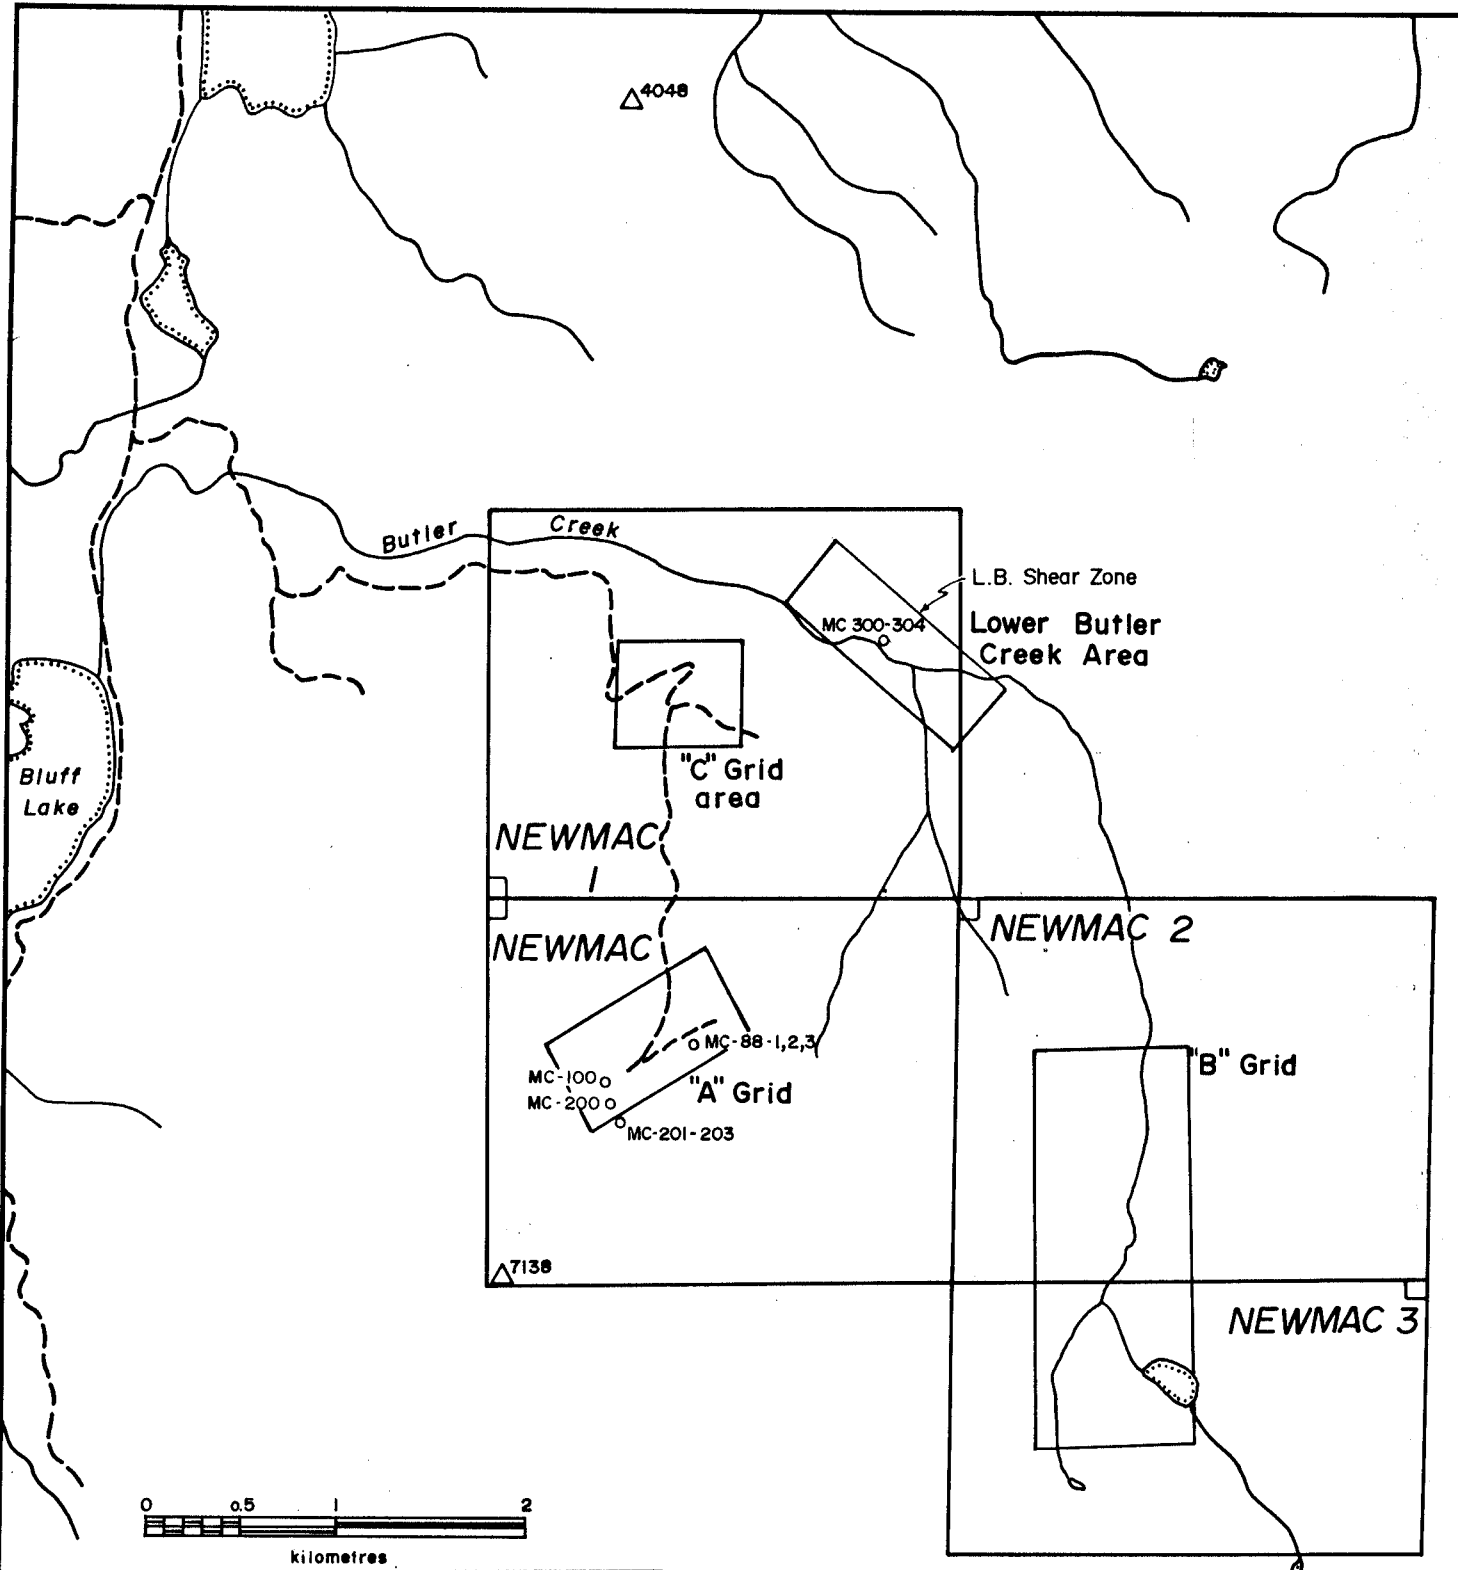 4048
Butler Creek
L.B. Shear Zone
MC 300-304
Lower Butler
Creek Area
"C" Grid
area
Bluff
Lake
NEWMAC
1
NEWMAC
NEWMAC 2
MC-88-1,2,3
"B" Grid
MC-100
"A" Grid
MC-200
MC-201-203
7138
NEWMAC 3
0 0.5 1 2
kilometres